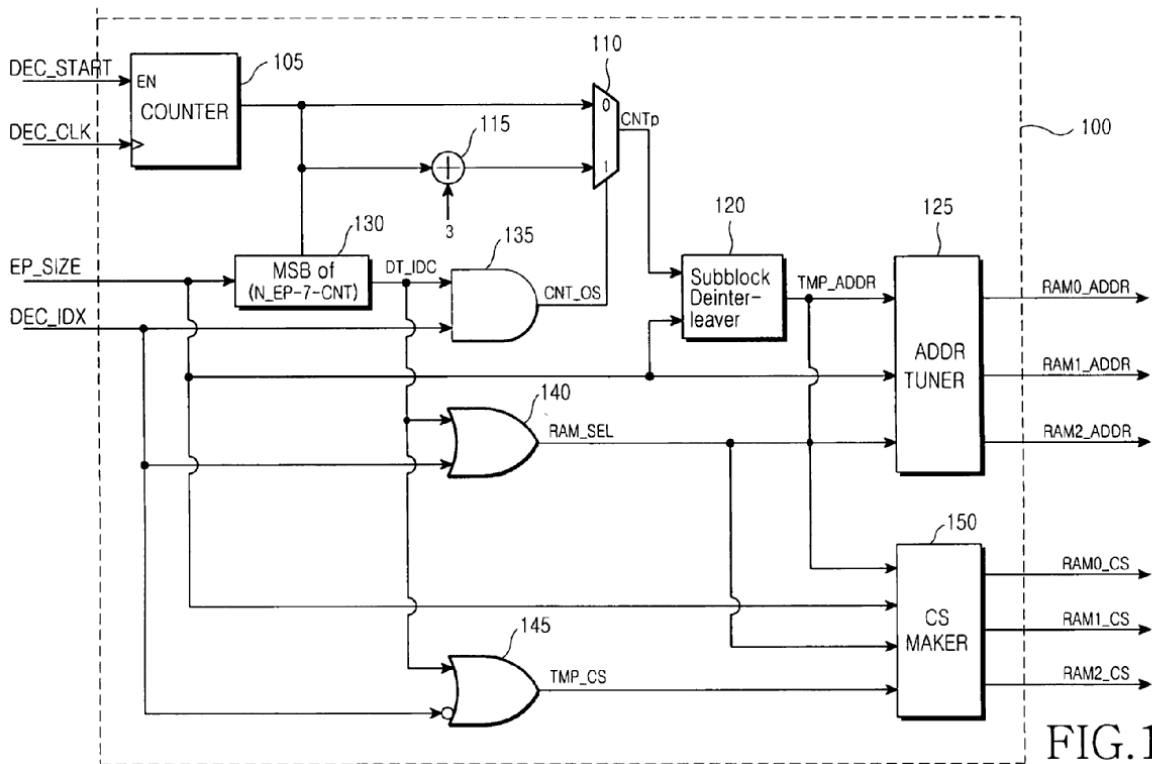 110
105
DEC_START
EN
COUNTER
0
CNTp
100
115
DEC_CLK
1
3
120
125
130
135
EP_SIZE
MSB of
(N_EP-7-CNT)
DT_IDC
CNT_OS
Subblock
Deinter-
leaver
TMP_ADDR
RAM0_ADDR
DEC_IDX
ADDR
TUNER
RAM1_ADDR
140
RAM_SEL
RAM2_ADDR
150
RAM0_CS
CS
MAKER
RAM1_CS
145
TMP_CS
RAM2_CS
FIG.1